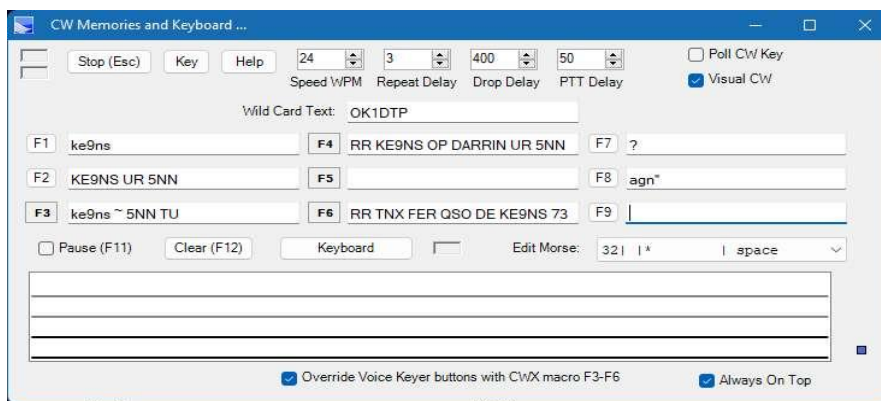 CW Memories and Keyboard ...
Stop (Esc) Key Help 24 3 400 50 Poll CW Key
Speed WPM Repeat Delay Drop Delay PTT Delay Visual CW
Wild Card Text: OK1DTP
F1 ke9ns F4 RR KE9NS OP DARRIN UR 5NN F7 ?
F2 KE9NS UR 5NN F5 F8 agn"
F3 ke9ns ~ 5NN TU F6 RR TNX FER QSO DE KE9NS 73 F9
Pause (F11) Clear (F12) Keyboard Edit Morse: 32| |* | space
Override Voice Keyer buttons with CWX macro F3-F6 Always On Top